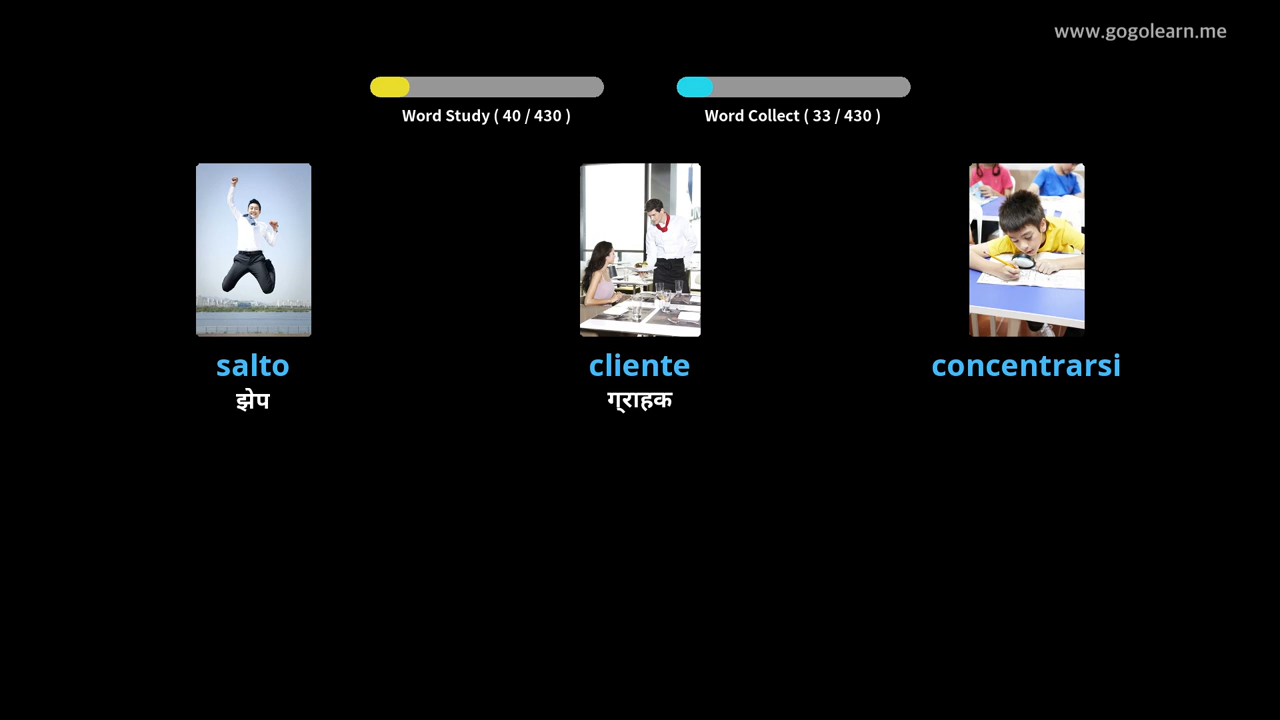 www.gogolearn.me
Word Study ( 40 / 430 )
Word Collect ( 33 / 430 )
salto
cliente
concentrarsi
झेप
ग्राहक